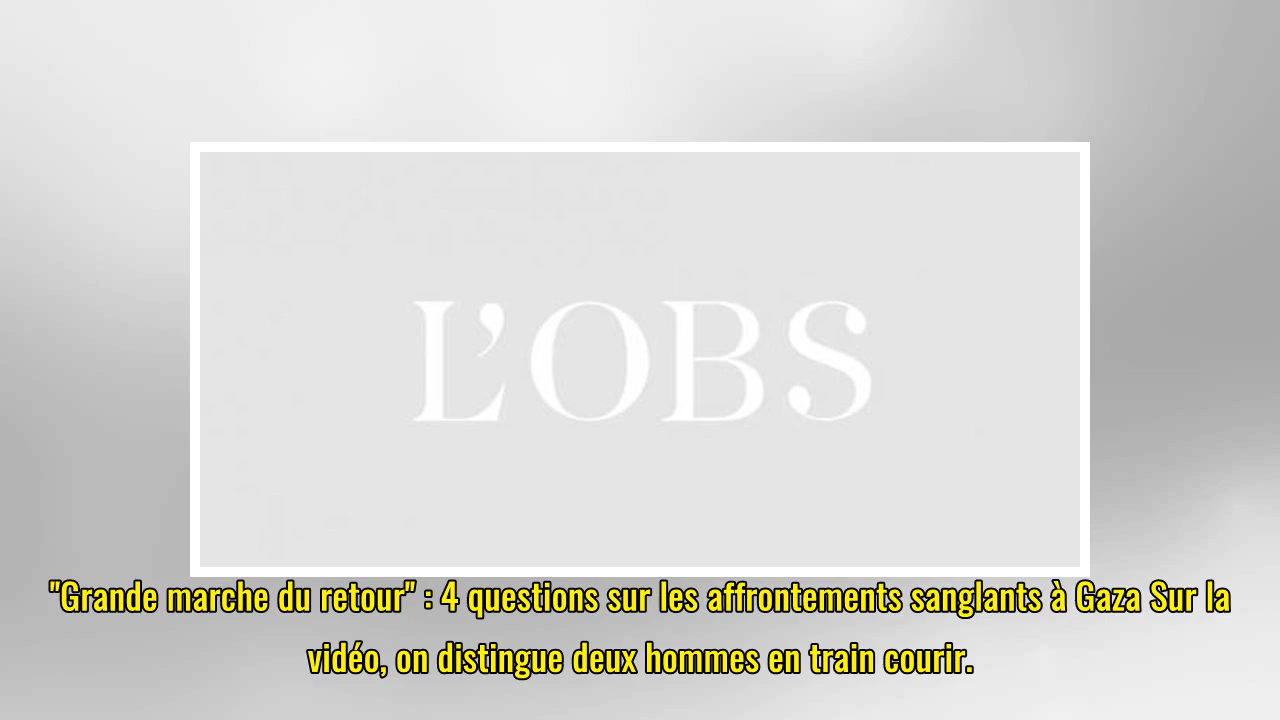 L'OBS
"Grande marche du retour" : 4 questions sur les affrontements sanglants à Gaza Sur la
vidéo, on distingue deux hommes en train courir.